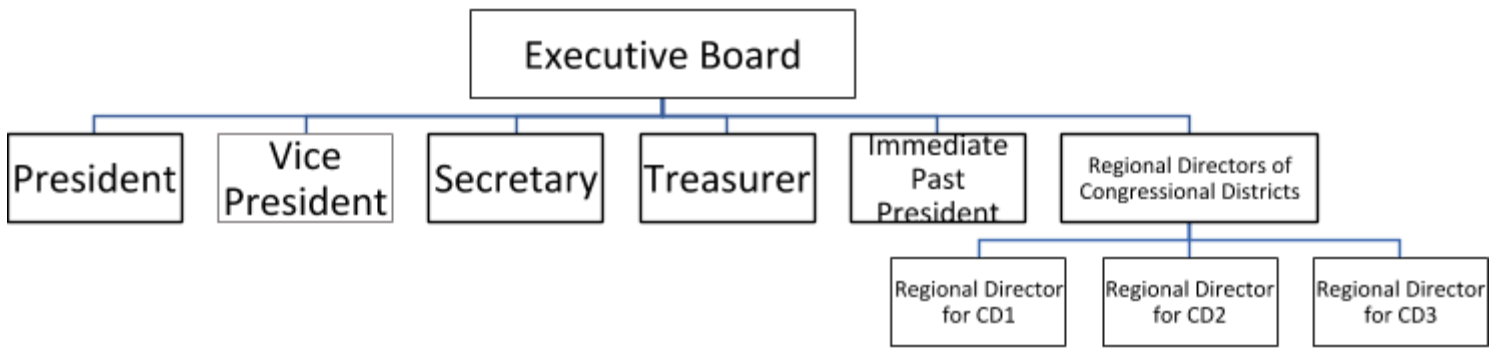 Executive Board
President
Vice
President
Secretary
Treasurer
Immediate
Past
President
Regional Directors of
Congressional Districts
Regional Director
for CD1
Regional Director
for CD2
Regional Director
for CD3